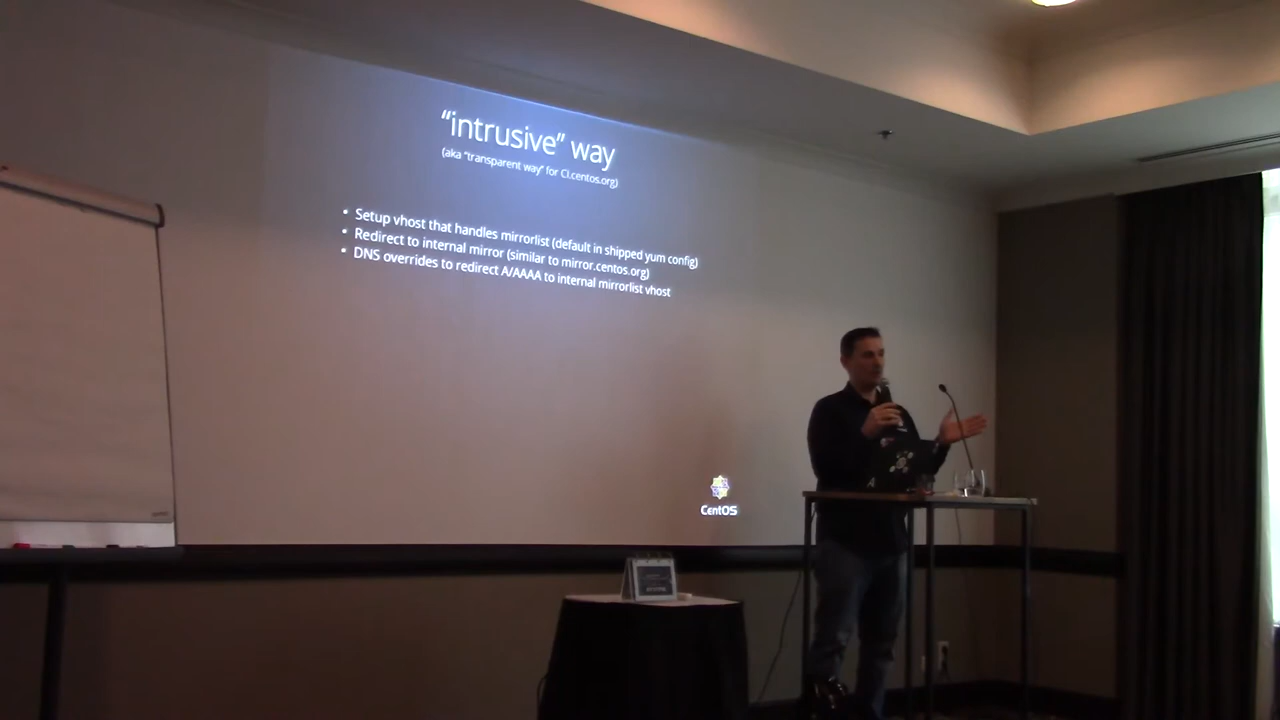 “intrusive” way
(aka “transparent way” for Ci.centos.org)
• Setup vhost that handles mirrorlist (default in shipped yum config)
• Redirect to internal mirror (similar to mirror.centos.org)
• DNS overrides to redirect A/AAAA to internal mirrorlist vhost
CentOS